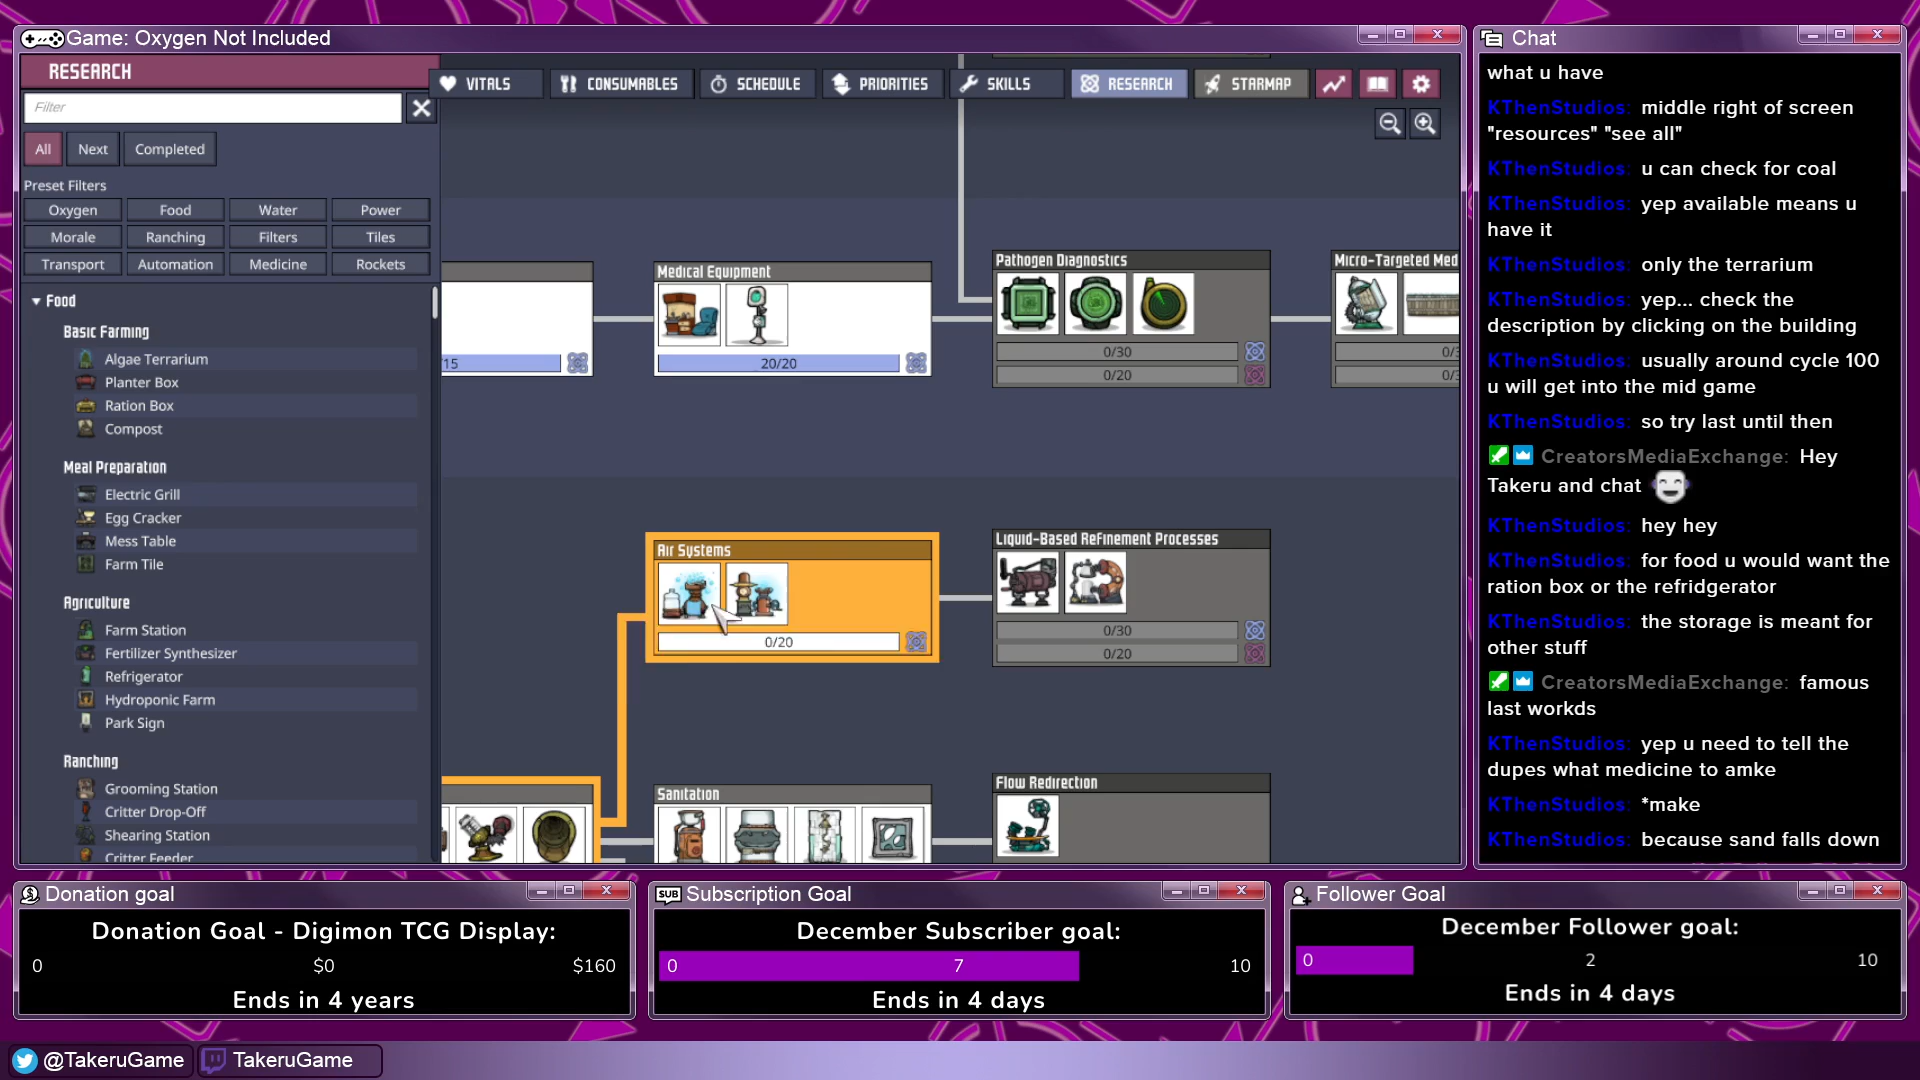 Game: Oxygen Not Included
RESEARCH
VITALS
CONSUMABLES
SCHEDULE
PRIORITIES
SKILLS
RESEARCH
STARMAP
Filter
All
Next
Completed
Preset Filters
Oxygen
Food
Water
Power
Morale
Ranching
Filters
Tiles
Transport
Automation
Medicine
Rockets
Food
Basic Farming
Algae Terrarium
Planter Box
Ration Box
Compost
Meal Preparation
Electric Grill
Egg Cracker
Mess Table
Farm Tile
Agriculture
Farm Station
Fertilizer Synthesizer
Refrigerator
Hydroponic Farm
Park Sign
Ranching
Grooming Station
Critter Drop-Off
Shearing Station
Critter Feeder
/15
Medical Equipment
20/20
Pathogen Diagnostics
0/30
0/20
Micro-Targeted Med
Air Systems
0/20
Liquid-Based Refinement Processes
0/30
0/20
Sanitation
Flow Redirection
Chat
what u have
KThenStudios: middle right of screen
"resources" "see all"
KThenStudios: u can check for coal
KThenStudios: yep available means u
have it
KThenStudios: only the terrarium
KThenStudios: yep... check the
description by clicking on the building
KThenStudios: usually around cycle 100
u will get into the mid game
KThenStudios: so try last until then
CreatorsMediaExchange: Hey
Takeru and chat
KThenStudios: hey hey
KThenStudios: for food u would want the
ration box or the refridgerator
KThenStudios: the storage is meant for
other stuff
CreatorsMediaExchange: famous
last workds
KThenStudios: yep u need to tell the
dupes what medicine to amke
KThenStudios: *make
KThenStudios: because sand falls down
Donation goal
Donation Goal - Digimon TCG Display:
0
$0
$160
Ends in 4 years
SUB
Subscription Goal
December Subscriber goal:
0
7
10
Ends in 4 days
Follower Goal
December Follower goal:
0
2
10
Ends in 4 days
@TakeruGame
TakeruGame